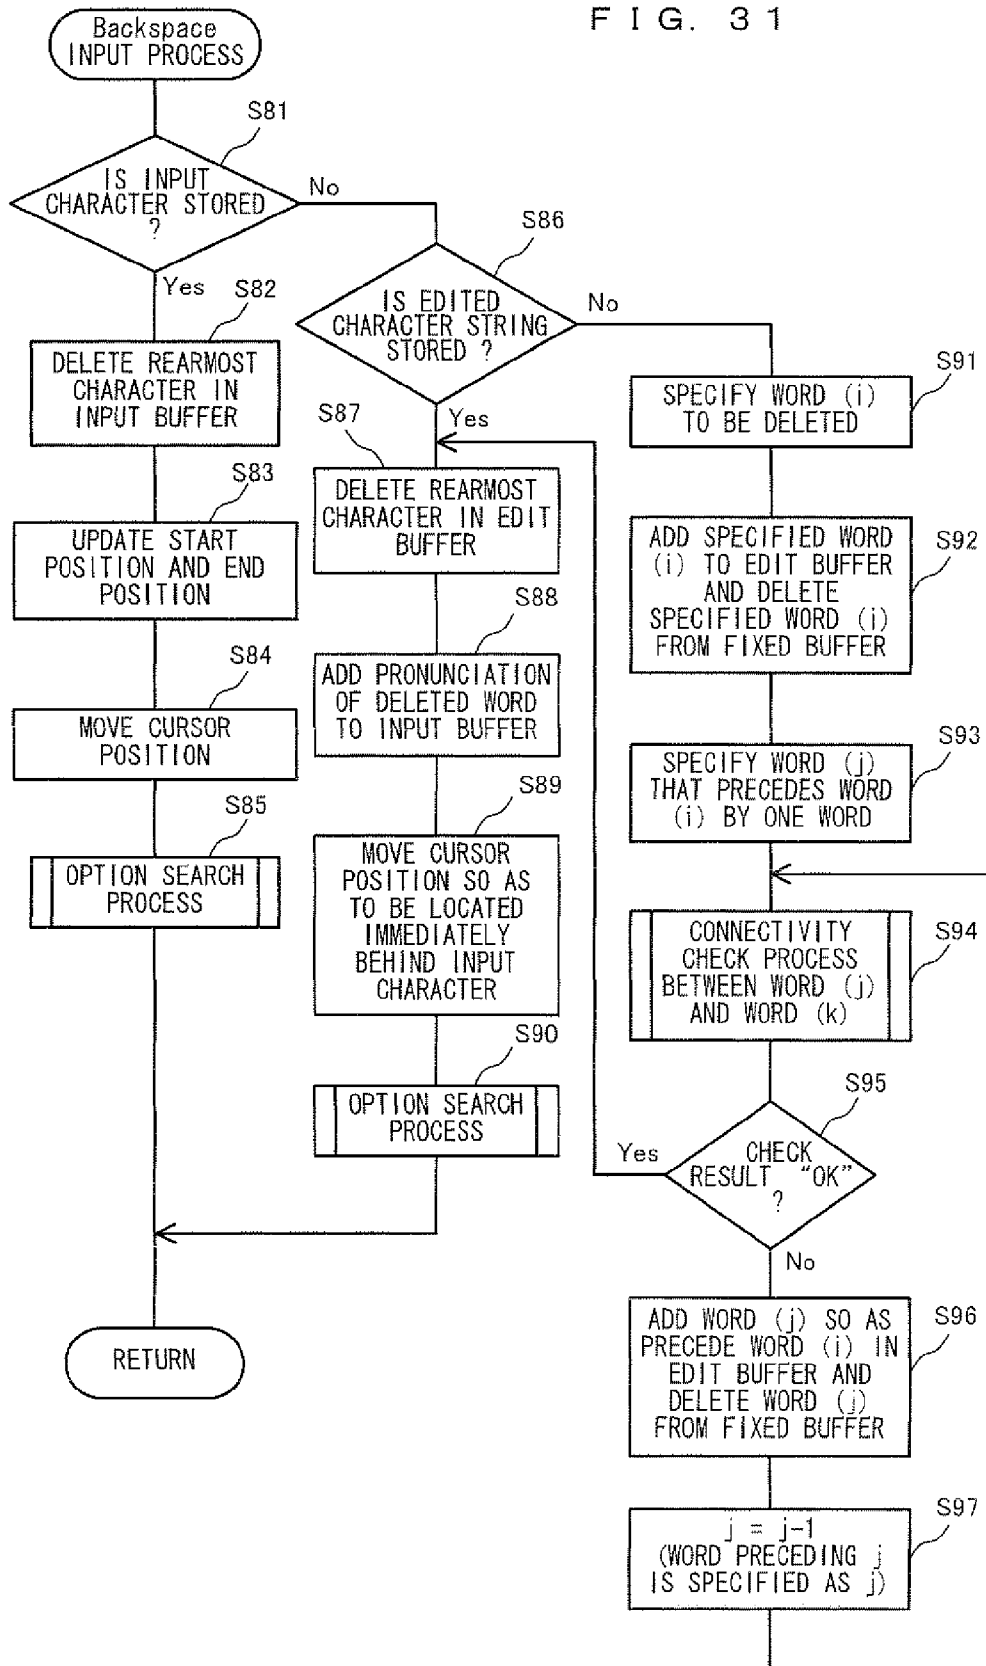 FIG. 31
Backspace
INPUT PROCESS
S81
IS INPUT
CHARACTER STORED
?
No
Yes
S82
DELETE REARMOST
CHARACTER IN
INPUT BUFFER
S83
UPDATE START
POSITION AND END
POSITION
S84
MOVE CURSOR
POSITION
S85
OPTION SEARCH
PROCESS
RETURN
S86
IS EDITED
CHARACTER STRING
STORED ?
No
Yes
S87
DELETE REARMOST
CHARACTER IN EDIT
BUFFER
S88
ADD PRONUNCIATION
OF DELETED WORD
TO INPUT BUFFER
S89
MOVE CURSOR
POSITION SO AS
TO BE LOCATED
IMMEDIATELY
BEHIND INPUT
CHARACTER
S90
OPTION SEARCH
PROCESS
S91
SPECIFY WORD (i)
TO BE DELETED
S92
ADD SPECIFIED WORD
(i) TO EDIT BUFFER
AND DELETE
SPECIFIED WORD (i)
FROM FIXED BUFFER
S93
SPECIFY WORD (j)
THAT PRECEDES WORD
(i) BY ONE WORD
S94
CONNECTIVITY
CHECK PROCESS
BETWEEN WORD (j)
AND WORD (k)
S95
CHECK
RESULT “OK”
?
Yes
No
S96
ADD WORD (j) SO AS
PRECEDE WORD (i) IN
EDIT BUFFER AND
DELETE WORD (j)
FROM FIXED BUFFER
S97
j = j-1
(WORD PRECEDING j
IS SPECIFIED AS j)